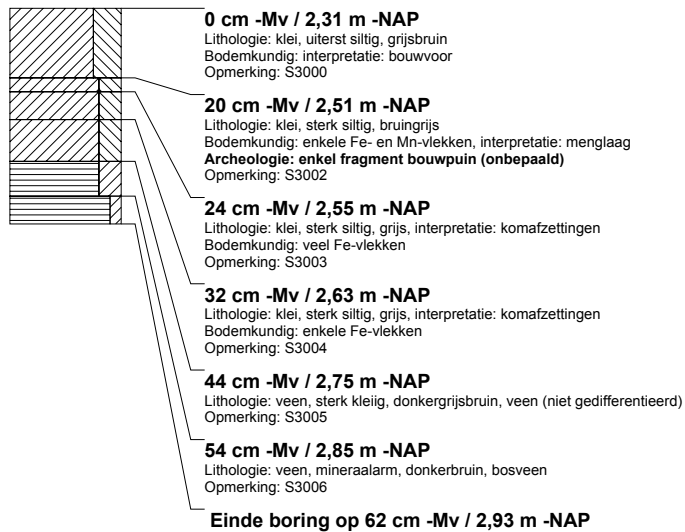 0 cm -Mv / 2,31 m -NAP
Lithologie: klei, uiterst siltig, grijsbruin
Bodemkundig: interpretatie: bouwvoor
Opmerking: S3000
20 cm -Mv / 2,51 m -NAP
Lithologie: klei, sterk siltig, bruingrijs
Bodemkundig: enkele Fe- en Mn-vlekken, interpretatie: menglaag
Archeologie: enkel fragment bouwpuin (onbepaald)
Opmerking: S3002
24 cm -Mv / 2,55 m -NAP
Lithologie: klei, sterk siltig, grijs, interpretatie: komafzettingen
Bodemkundig: veel Fe-vlekken
Opmerking: S3003
32 cm -Mv / 2,63 m -NAP
Lithologie: klei, sterk siltig, grijs, interpretatie: komafzettingen
Bodemkundig: enkele Fe-vlekken
Opmerking: S3004
44 cm -Mv / 2,75 m -NAP
Lithologie: veen, sterk kleiig, donkergrijsbruin, veen (niet gedifferentieerd)
Opmerking: S3005
54 cm -Mv / 2,85 m -NAP
Lithologie: veen, mineraalarm, donkerbruin, bosveen
Opmerking: S3006
Einde boring op 62 cm -Mv / 2,93 m -NAP